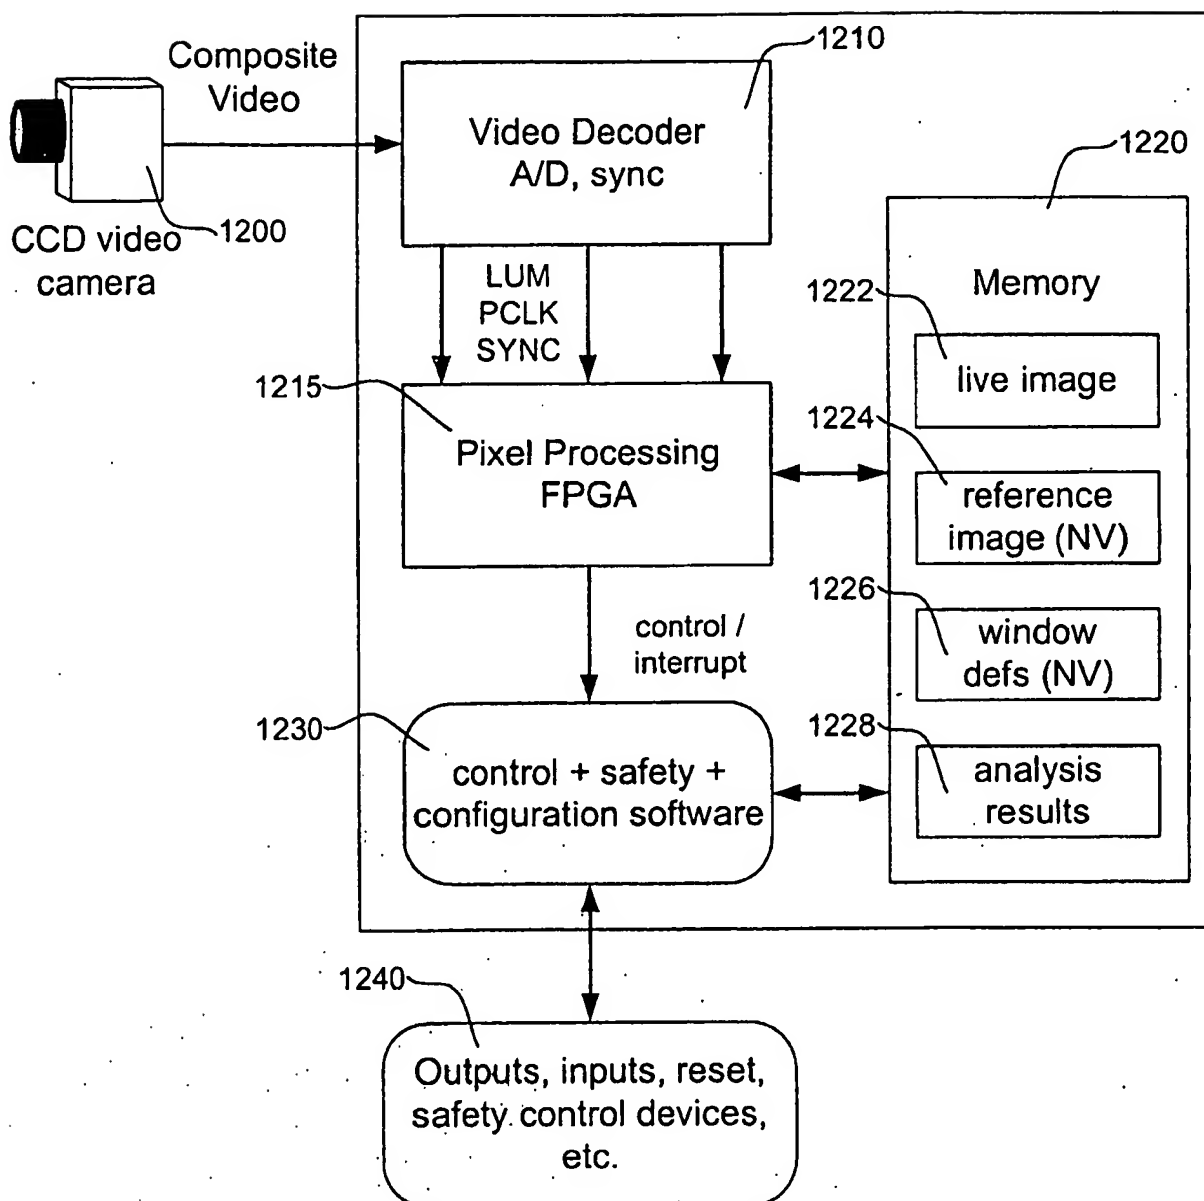 1210
Composite
Video
Video Decoder
A/D, sync
1220
1200
CCD video
camera
LUM
PCLK
SYNC
Memory
1222
live image
1215
Pixel Processing
FPGA
1224
reference
image (NV)
1226
window
defs (NV)
control /
interrupt
1230
control + safety +
configuration software
1228
analysis
results
1240
Outputs, inputs, reset,
safety control devices,
etc.